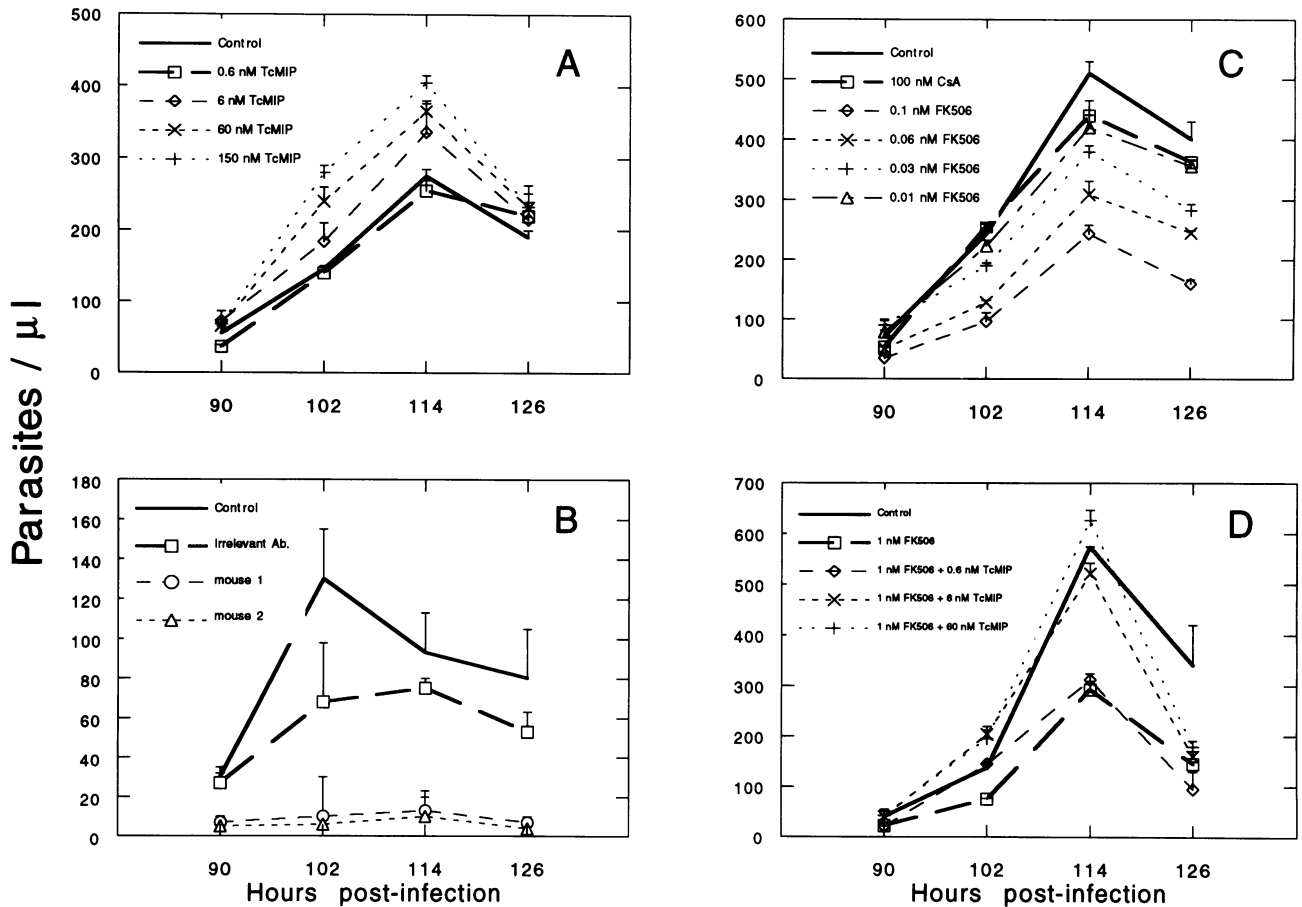 Parasites / µl
500
400
300
200
100
0
A
Control
0.6 nM TcMIP
6 nM TcMIP
60 nM TcMIP
150 nM TcMIP
90 102 114 126
600
500
400
300
200
100
0
C
Control
100 nM CsA
0.1 nM FK506
0.06 nM FK506
0.03 nM FK506
0.01 nM FK506
90 102 114 126
180
160
140
120
100
80
60
40
20
0
B
Control
Irrelevant Ab.
mouse 1
mouse 2
90 102 114 126
Hours post-infection
700
600
500
400
300
200
100
0
D
Control
1 nM FK506
1 nM FK506 + 0.6 nM TcMIP
1 nM FK506 + 6 nM TcMIP
1 nM FK506 + 60 nM TcMIP
90 102 114 126
Hours post-infection